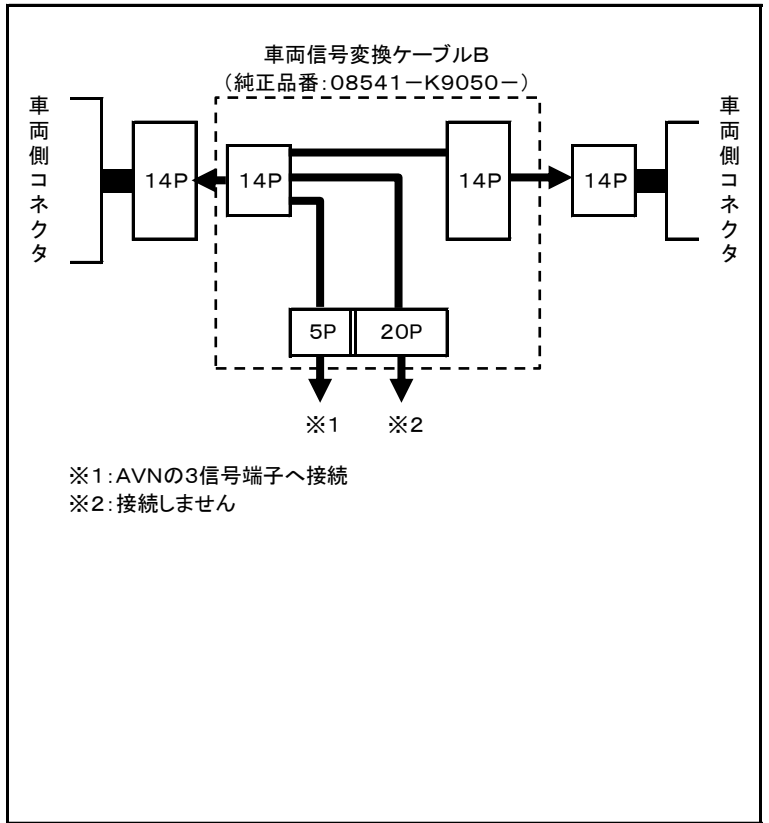 車両信号変換ケーブルB
（純正品番：08541－K9050－）
車両側コネクタ
14P
14P
14P
14P
車両側コネクタ
5P
20P
※1
※2
※1：AVNの3信号端子へ接続
※2：接続しません